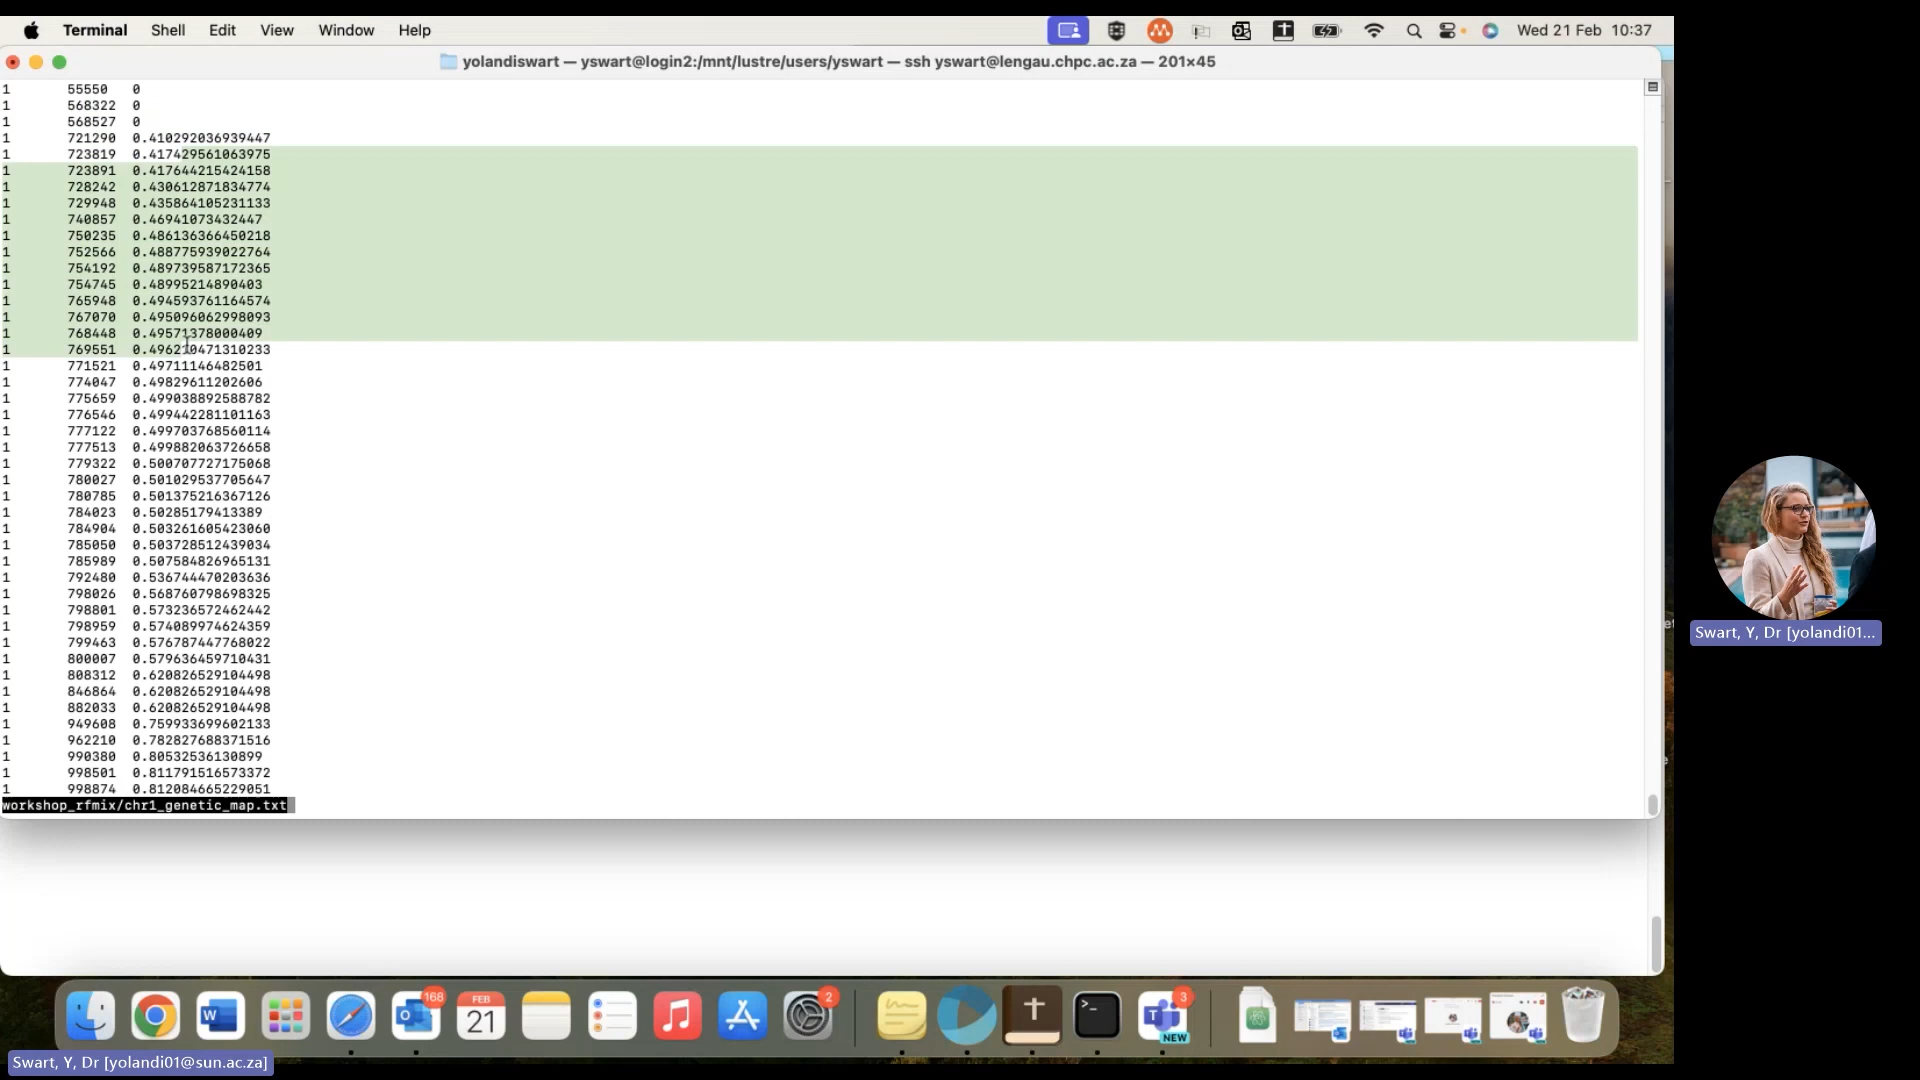 Terminal Shell Edit View Window Help
Wed 21 Feb 10:37
yolandiswart — yswart@login2:/mnt/lustre/users/yswart — ssh yswart@lengau.chpc.ac.za — 201×45
1 55550 0
1 568322 0
1 568527 0
1 721290 0.410292036939447
1 723819 0.417429561063975
1 723891 0.417644215424158
1 728242 0.430612871834774
1 729948 0.435864105231133
1 740857 0.46941073432447
1 750235 0.486136366450218
1 752566 0.488775939022764
1 754192 0.489739587172365
1 754745 0.48995214890403
1 765948 0.494593761164574
1 767070 0.495096062998093
1 768448 0.49571378000409
1 769551 0.496210471310233
1 771521 0.49711146482501
1 774047 0.49829611202606
1 775659 0.499038892588782
1 776546 0.499442281101163
1 777122 0.499703768560114
1 777513 0.499882063726658
1 779322 0.500707727175068
1 780027 0.501029537705647
1 780785 0.501375216367126
1 784023 0.50285179413389
1 784904 0.503261605423060
1 785050 0.503728512439034
1 785989 0.507584826965131
1 792480 0.536744470203636
1 798026 0.568760798698325
1 798801 0.573236572462442
1 798959 0.574089974624359
1 799463 0.576787447768022
1 800007 0.579636459710431
1 808312 0.620826529104498
1 846864 0.620826529104498
1 882033 0.620826529104498
1 949608 0.759933699602133
1 962210 0.782827688371516
1 990380 0.80532536130899
1 998501 0.811791516573372
1 998874 0.812084665229051
workshop_rfmix/chr1_genetic_map.txt
Swart, Y, Dr [yolandi01...
168
FEB
21
2
3
NEW
Swart, Y, Dr [yolandi01@sun.ac.za]